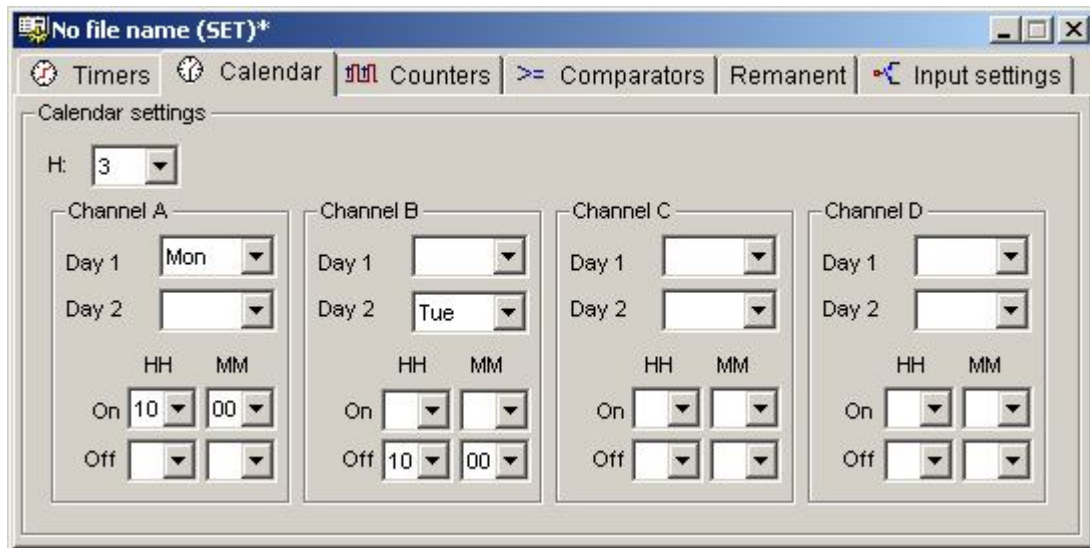 No file name (SET)*
Timers Calendar Counters >= Comparators Remanent Input settings
Calendar settings
H: 3
Channel A
Day 1 Mon
Day 2
HH MM
On 10 00
Off
Channel B
Day 1
Day 2 Tue
HH MM
On
Off 10 00
Channel C
Day 1
Day 2
HH MM
On
Off
Channel D
Day 1
Day 2
HH MM
On
Off